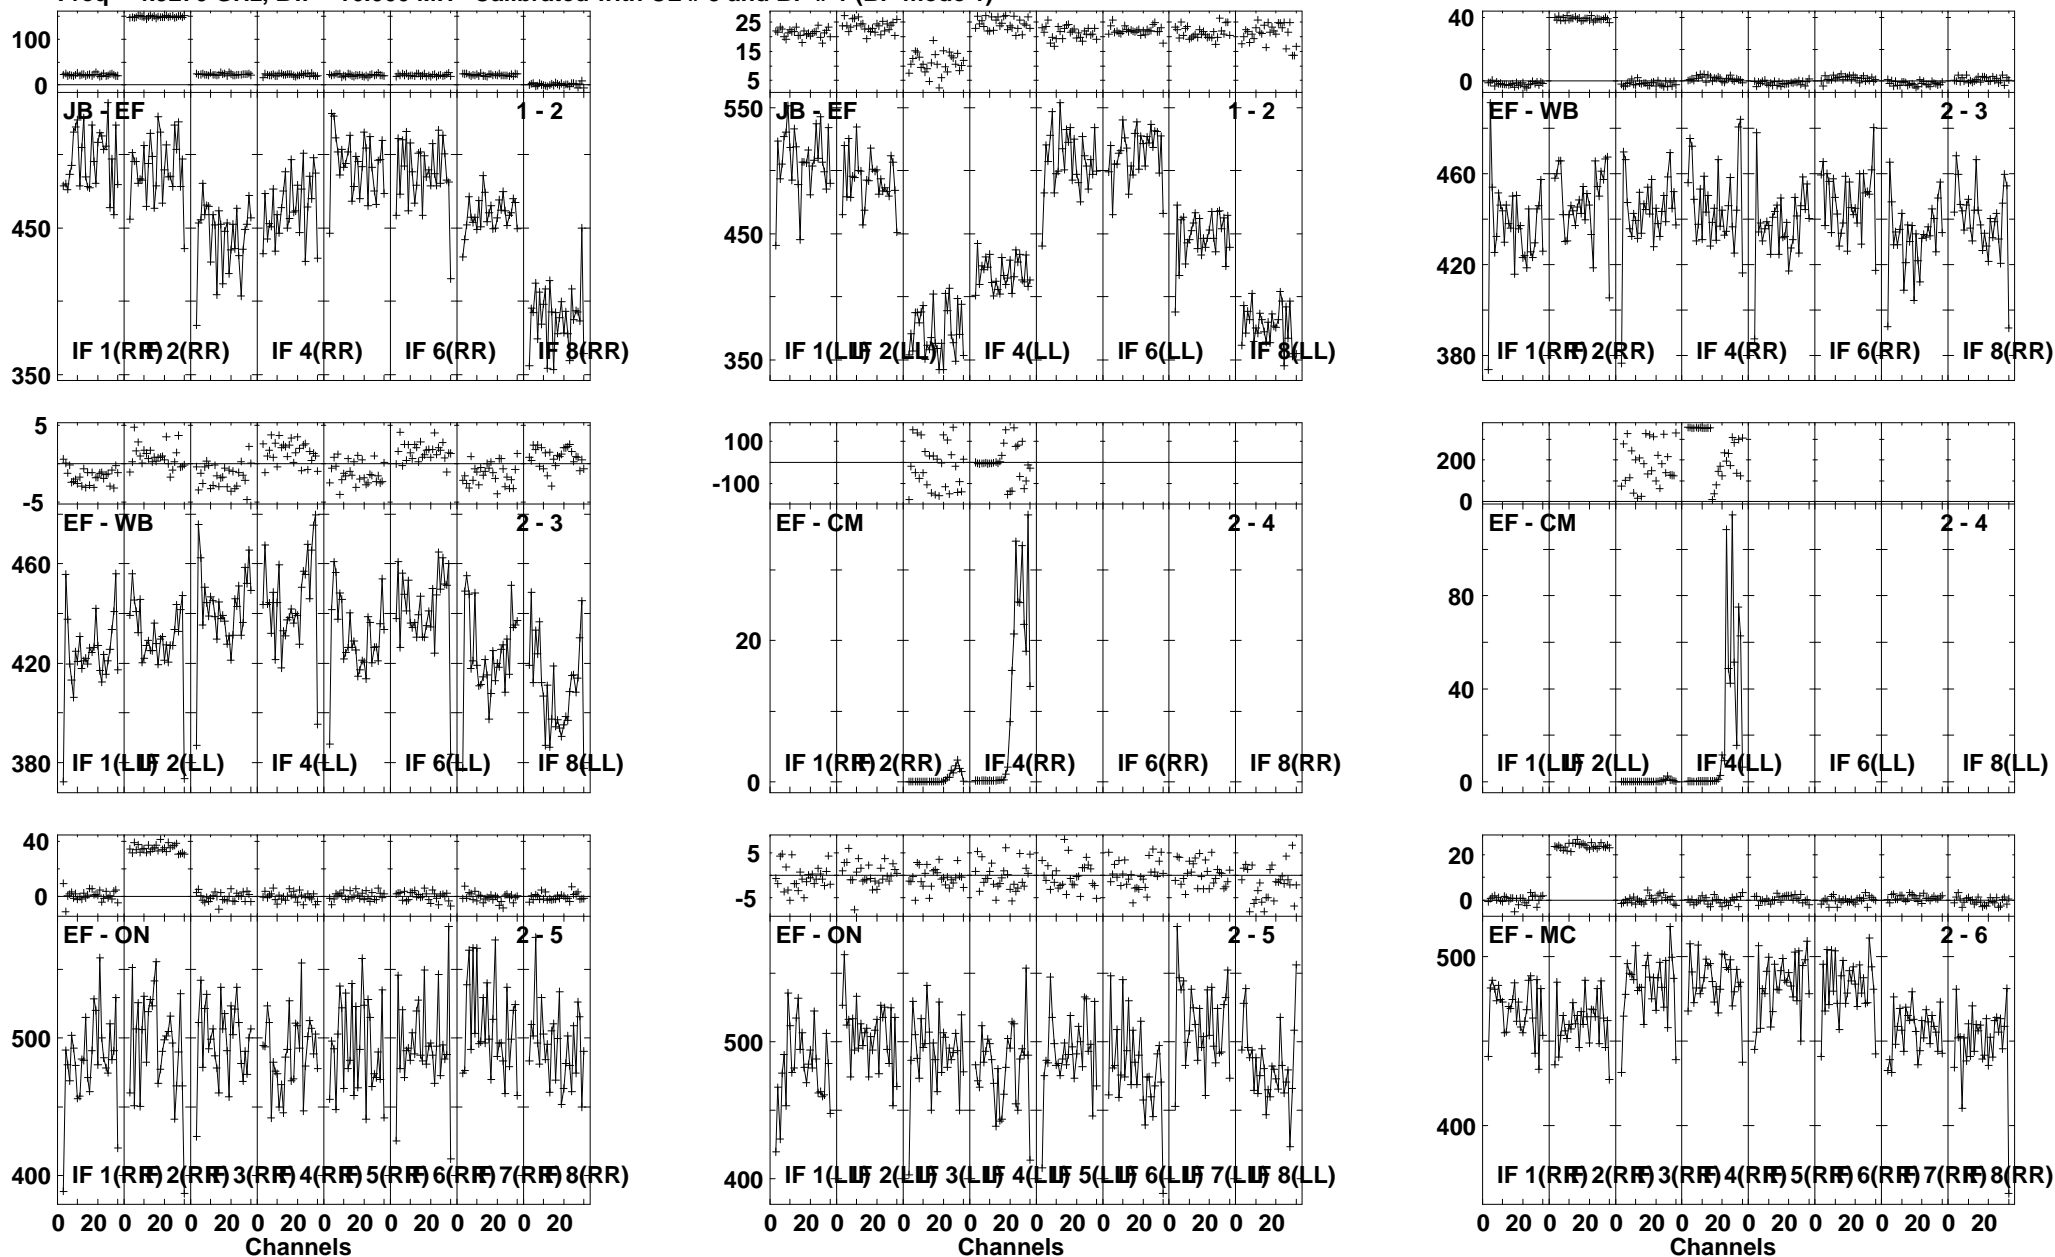 100
0
JB - EF 1 - 2
450
350
IF 1(RR) IF 2(RR) IF 4(RR) IF 6(RR) IF 8(RR)
25
15
5
550
JB - EF 1 - 2
450
350
IF 1(LL) IF 2(LL) IF 4(LL) IF 6(LL) IF 8(LL)
40
0
EF - WB 2 - 3
460
420
380
IF 1(RR) IF 2(RR) IF 4(RR) IF 6(RR) IF 8(RR)
5
-5
EF - WB 2 - 3
460
420
380
IF 1(LL) IF 2(LL) IF 4(LL) IF 6(LL) IF 8(LL)
100
-100
EF - CM 2 - 4
20
0
IF 1(RR) IF 2(RR) IF 4(RR) IF 6(RR) IF 8(RR)
200
0
EF - CM 2 - 4
80
40
0
IF 1(LL) IF 2(LL) IF 4(LL) IF 6(LL) IF 8(LL)
40
0
EF - ON 2 - 5
500
400
IF 1(RR) IF 2(RR) IF 3(RR) IF 4(RR) IF 5(RR) IF 6(RR) IF 7(RR) IF 8(RR)
0 20 0 20 0 20 0 20 0 20 0 20 0 20 0 20
Channels
5
-5
EF - ON 2 - 5
500
400
IF 1(LL) IF 2(LL) IF 3(LL) IF 4(LL) IF 5(LL) IF 6(LL) IF 7(LL) IF 8(LL)
0 20 0 20 0 20 0 20 0 20 0 20 0 20 0 20
Channels
20
0
EF - MC 2 - 6
500
400
IF 1(RR) IF 2(RR) IF 3(RR) IF 4(RR) IF 5(RR) IF 6(RR) IF 7(RR) IF 8(RR)
0 20 0 20 0 20 0 20 0 20 0 20 0 20 0 20
Channels